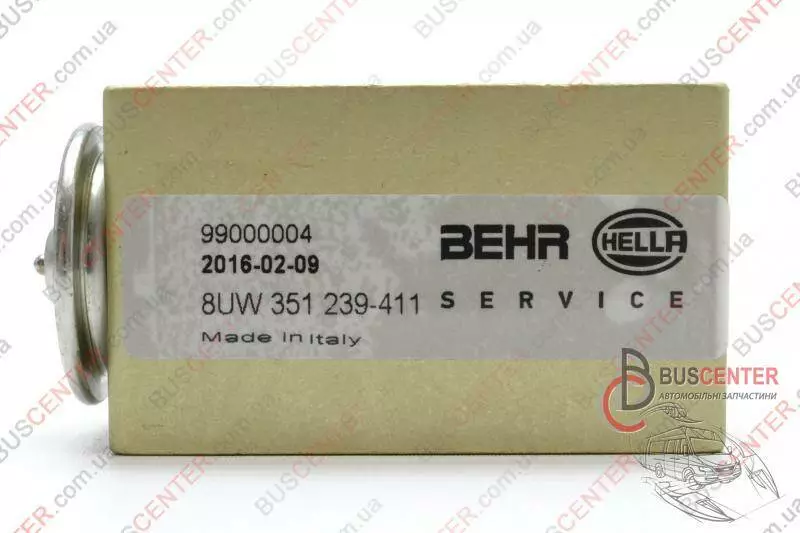 99000004
2016-02-09
8UW 351 239-411
Made in Italy
BEHR HELLA
SERVICE
BUSCENTER
АВТОМОБІЛЬНІ ЗАПЧАСТИНИ
BUSCENTER.com.ua